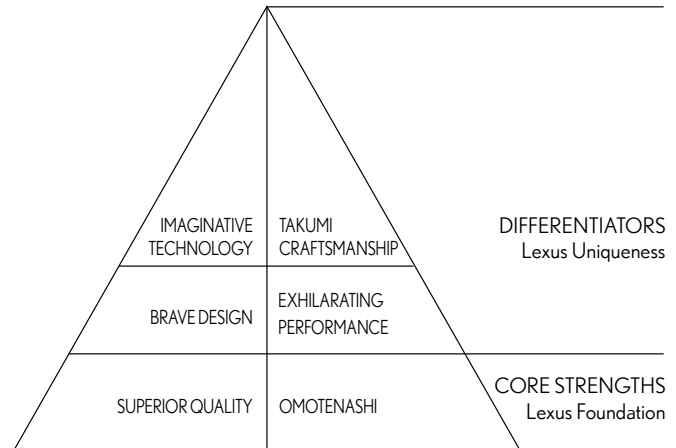 IMAGINATIVE
TECHNOLOGY
TAKUMI
CRAFTSMANSHIP
DIFFERENTIATORS
Lexus Uniqueness
BRAVE DESIGN
EXHILARATING
PERFORMANCE
SUPERIOR QUALITY
OMOTENASHI
CORE STRENGTHS
Lexus Foundation